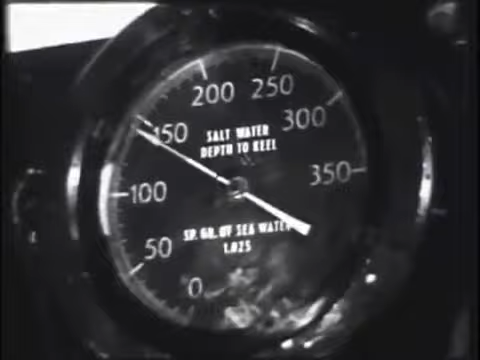 200 250
150 300
SALT WATER
DEPTH TO KEEL
350
100
SP. GR. OF SEA WATER
1.025
50
0